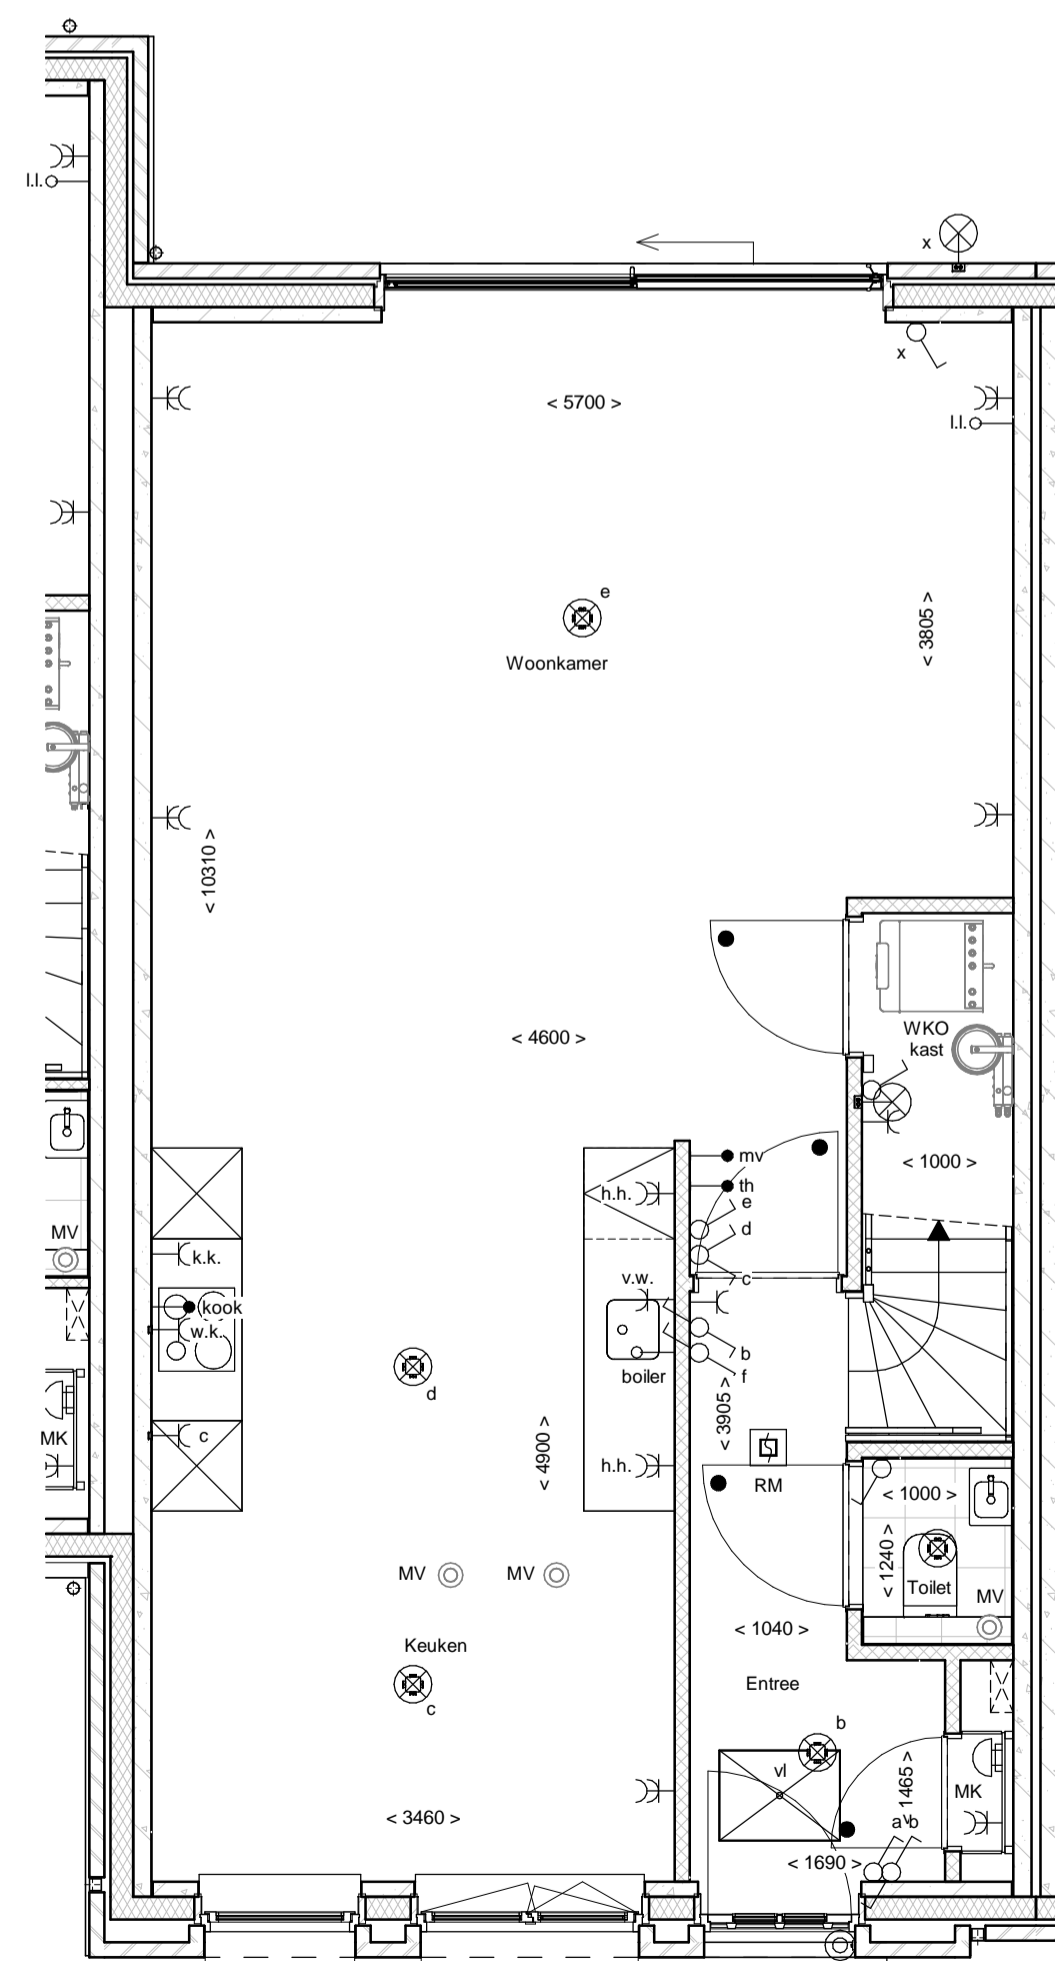 l.l.
x
x
< 5700 >
l.l.
e
Woonkamer
< 3805 >
< 10310 >
< 4600 >
WKO
kast
< 1000 >
mv
h.h.
th
e
d
MV
k.k.
v.w.
c
kook
w.k.
b
boiler
f
d
< 3905 >
MK
c
< 4900 >
h.h.
RM
< 1000 >
< 1240 >
MV
MV
Toilet
MV
< 1040 >
Keuken
Entree
c
b
vl
< 1465 >
MK
< 3460 >
a
b
< 1690 >